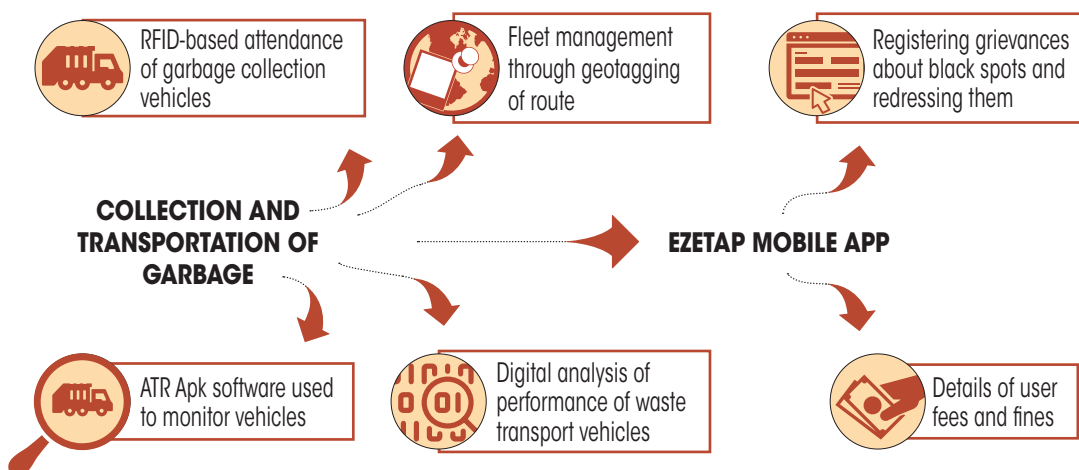 RFID-based attendance
of garbage collection
vehicles
Fleet management
through geotagging
of route
Registering grievances
about black spots and
redressing them
COLLECTION AND
TRANSPORTATION OF
GARBAGE
EZETAP MOBILE APP
ATR Apk software used
to monitor vehicles
01
Digital analysis of
performance of waste
transport vehicles
Details of user
fees and fines